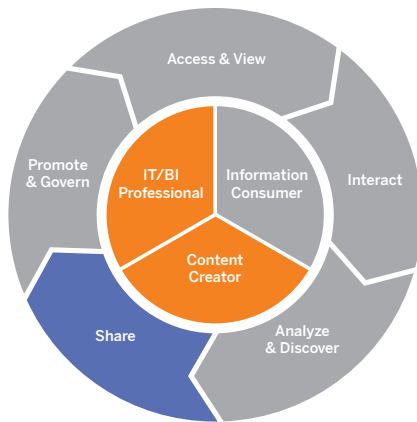 Access & View
Promote
& Govern
IT/BI
Professional
Information
Consumer
Interact
Content
Creator
Share
Analyze
& Discover